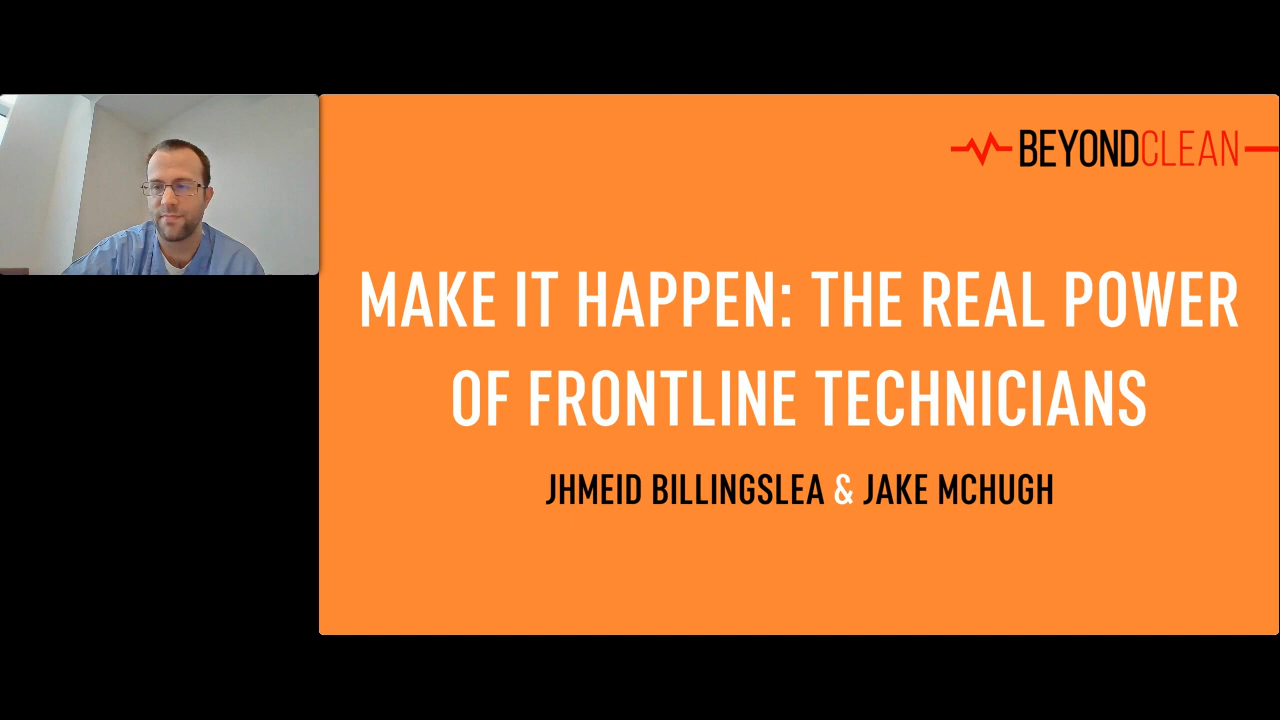 BEYONDCLEAN
MAKE IT HAPPEN: THE REAL POWER
OF FRONTLINE TECHNICIANS
JHMEID BILLINGSLEA & JAKE MCHUGH